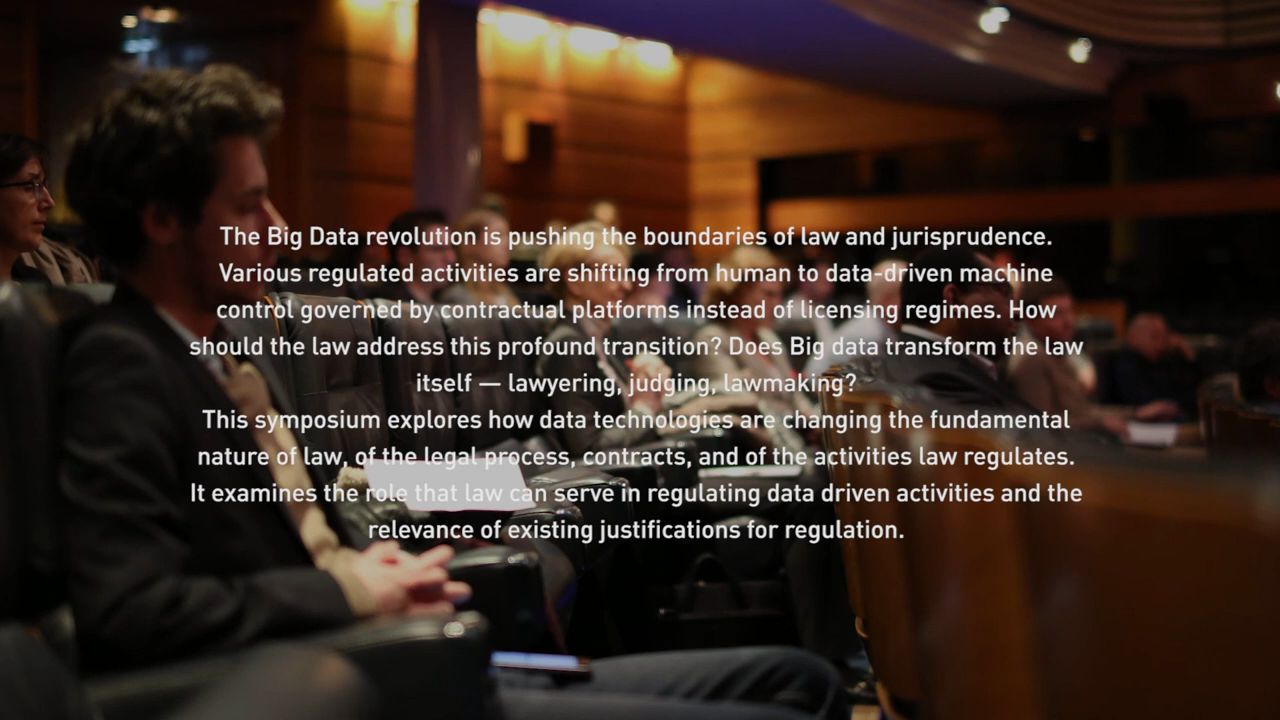 The Big Data revolution is pushing the boundaries of law and jurisprudence.
Various regulated activities are shifting from human to data-driven machine
control governed by contractual platforms instead of licensing regimes. How
should the law address this profound transition? Does Big data transform the law
itself — lawyering, judging, lawmaking?
This symposium explores how data technologies are changing the fundamental
nature of law, of the legal process, contracts, and of the activities law regulates.
It examines the role that law can serve in regulating data driven activities and the
relevance of existing justifications for regulation.